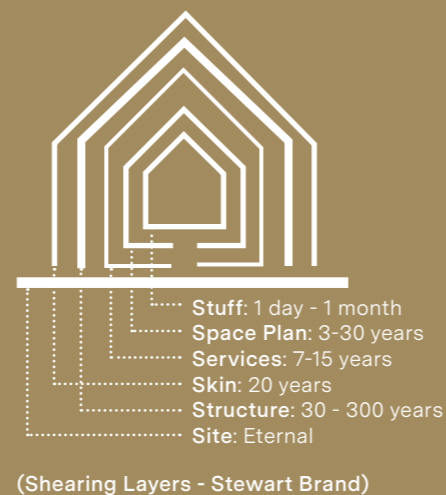 Stuff: 1 day - 1 month
Space Plan: 3-30 years
Services: 7-15 years
Skin: 20 years
Structure: 30 - 300 years
Site: Eternal
(Shearing Layers - Stewart Brand)